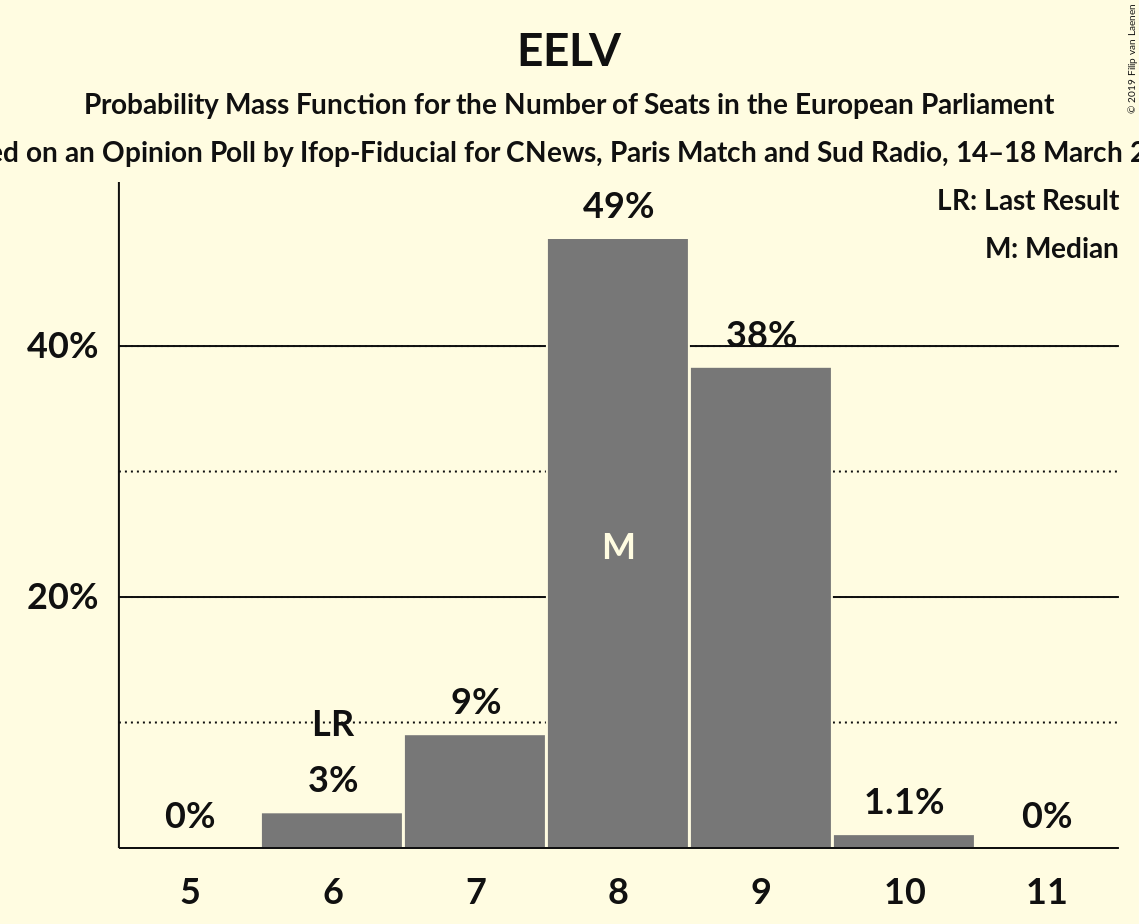 EELV
Probability Mass Function for the Number of Seats in the European Parliament
on an Opinion Poll by Ifop-Fiducial for CNews, Paris Match and Sud Radio, 14–18 March
© 2019 Filip van Laenen
LR: Last Result
M: Median
49%
38%
40%
M
20%
9%
LR
3%
0%
1.1%
0%
5 6 7 8 9 10 11